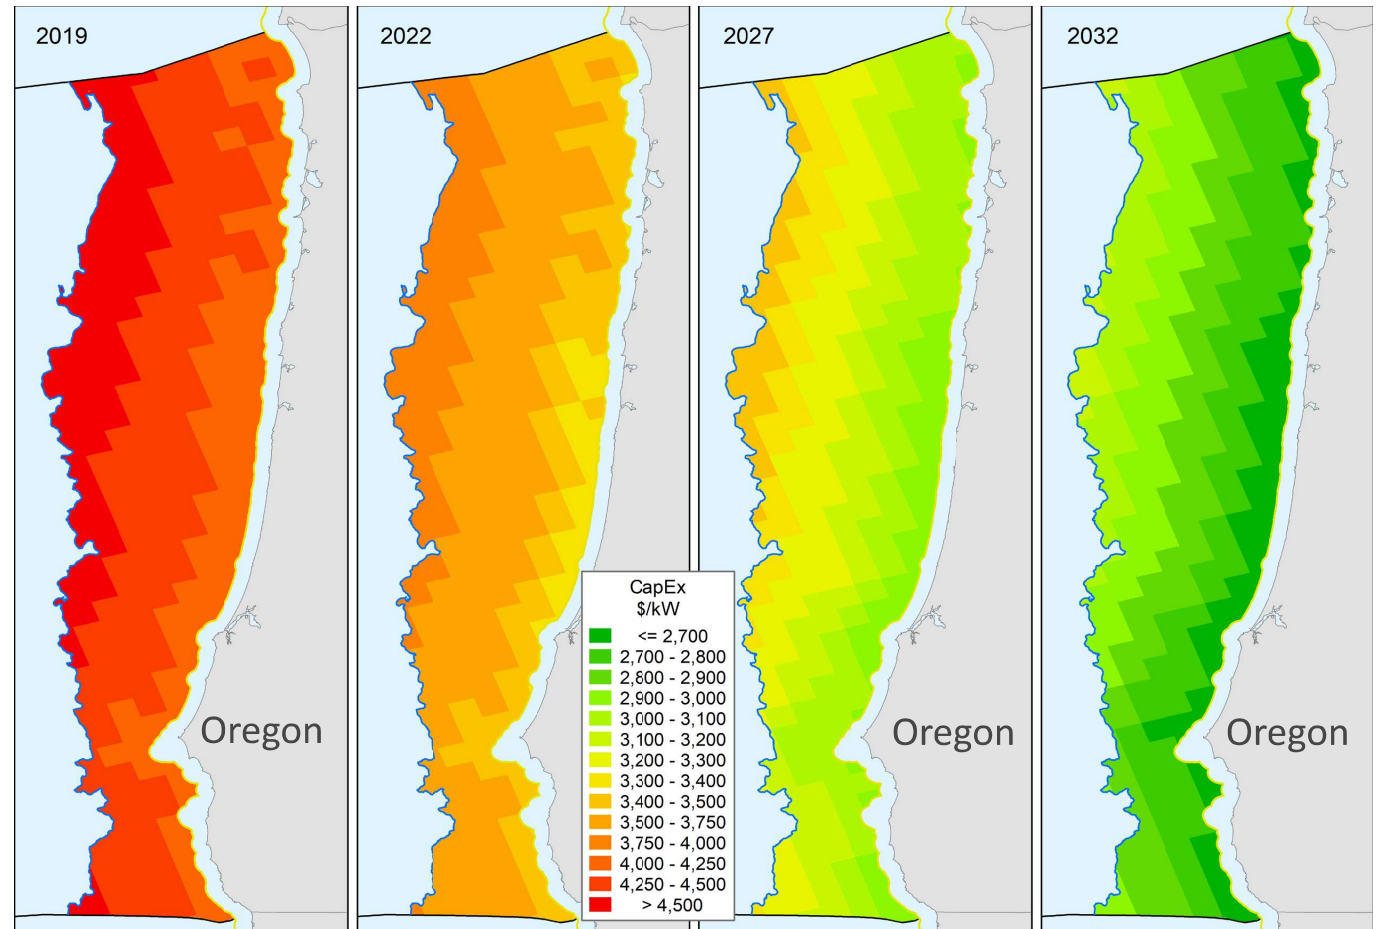 2019
2022
2027
2032
CapEx
$/kW
<= 2,700
2,700 - 2,800
2,800 - 2,900
2,900 - 3,000
3,000 - 3,100
3,100 - 3,200
3,200 - 3,300
3,300 - 3,400
3,400 - 3,500
3,500 - 3,750
3,750 - 4,000
4,000 - 4,250
4,250 - 4,500
> 4,500
Oregon
Oregon
Oregon